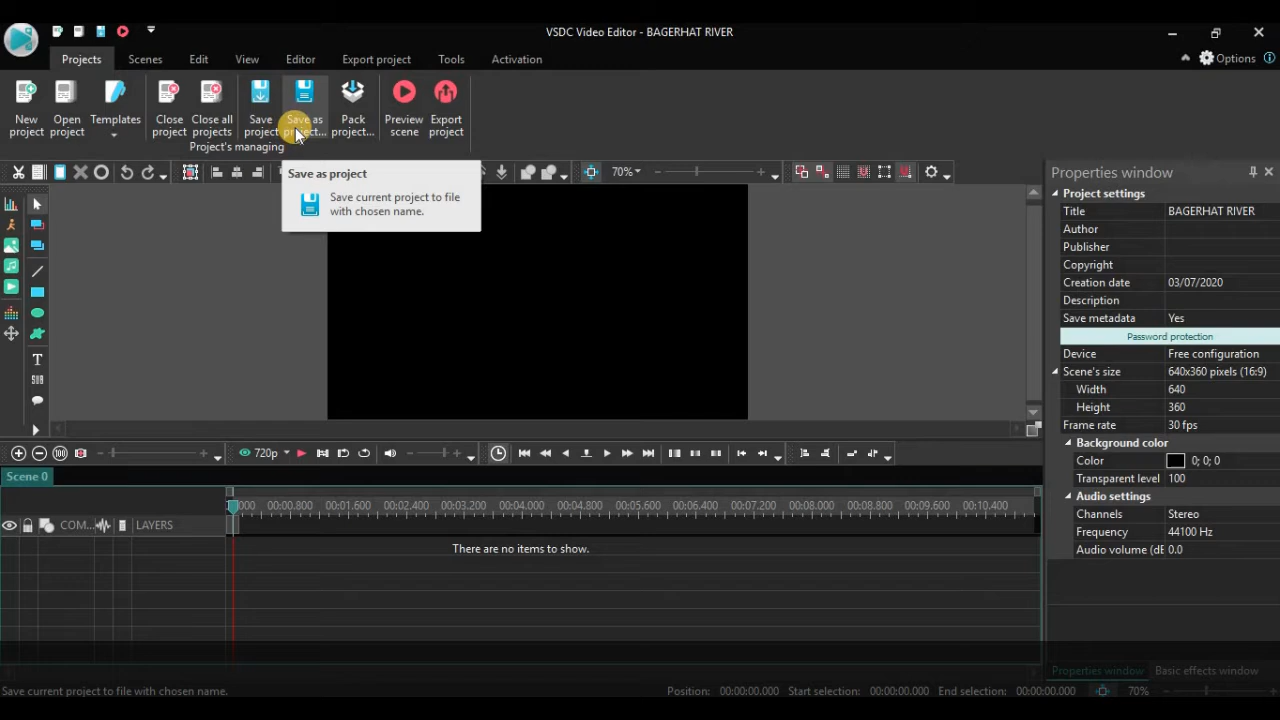 VSDC Video Editor - BAGERHAT RIVER
Projects
Scenes
Edit
View
Editor
Export project
Tools
Activation
Options
New project
Open project
Templates
Close project
Close all projects
Save project
Save as project...
Pack project...
Preview scene
Export project
Project's managing
70%
Save as project
Save current project to file
with chosen name.
Properties window
Project settings
Title BAGERHAT RIVER
Author
Publisher
Copyright
Creation date 03/07/2020
Description
Save metadata Yes
Password protection
Device Free configuration
Scene's size 640x360 pixels (16:9)
Width 640
Height 360
Frame rate 30 fps
Background color
Color 0; 0; 0
Transparent level 100
Audio settings
Channels Stereo
Frequency 44100 Hz
Audio volume (dE 0.0
T
SUB
720p
Scene 0
000 00:00.800 00:01.600 00:02.400 00:03.200 00:04.000 00:04.800 00:05.600 00:06.400 00:07.200 00:08.000 00:08.800 00:09.600 00:10.400
COM... LAYERS
There are no items to show.
Properties window Basic effects window
Save current project to file with chosen name.
Position: 00:00:00.000 Start selection: 00:00:00.000 End selection: 00:00:00.000 70%